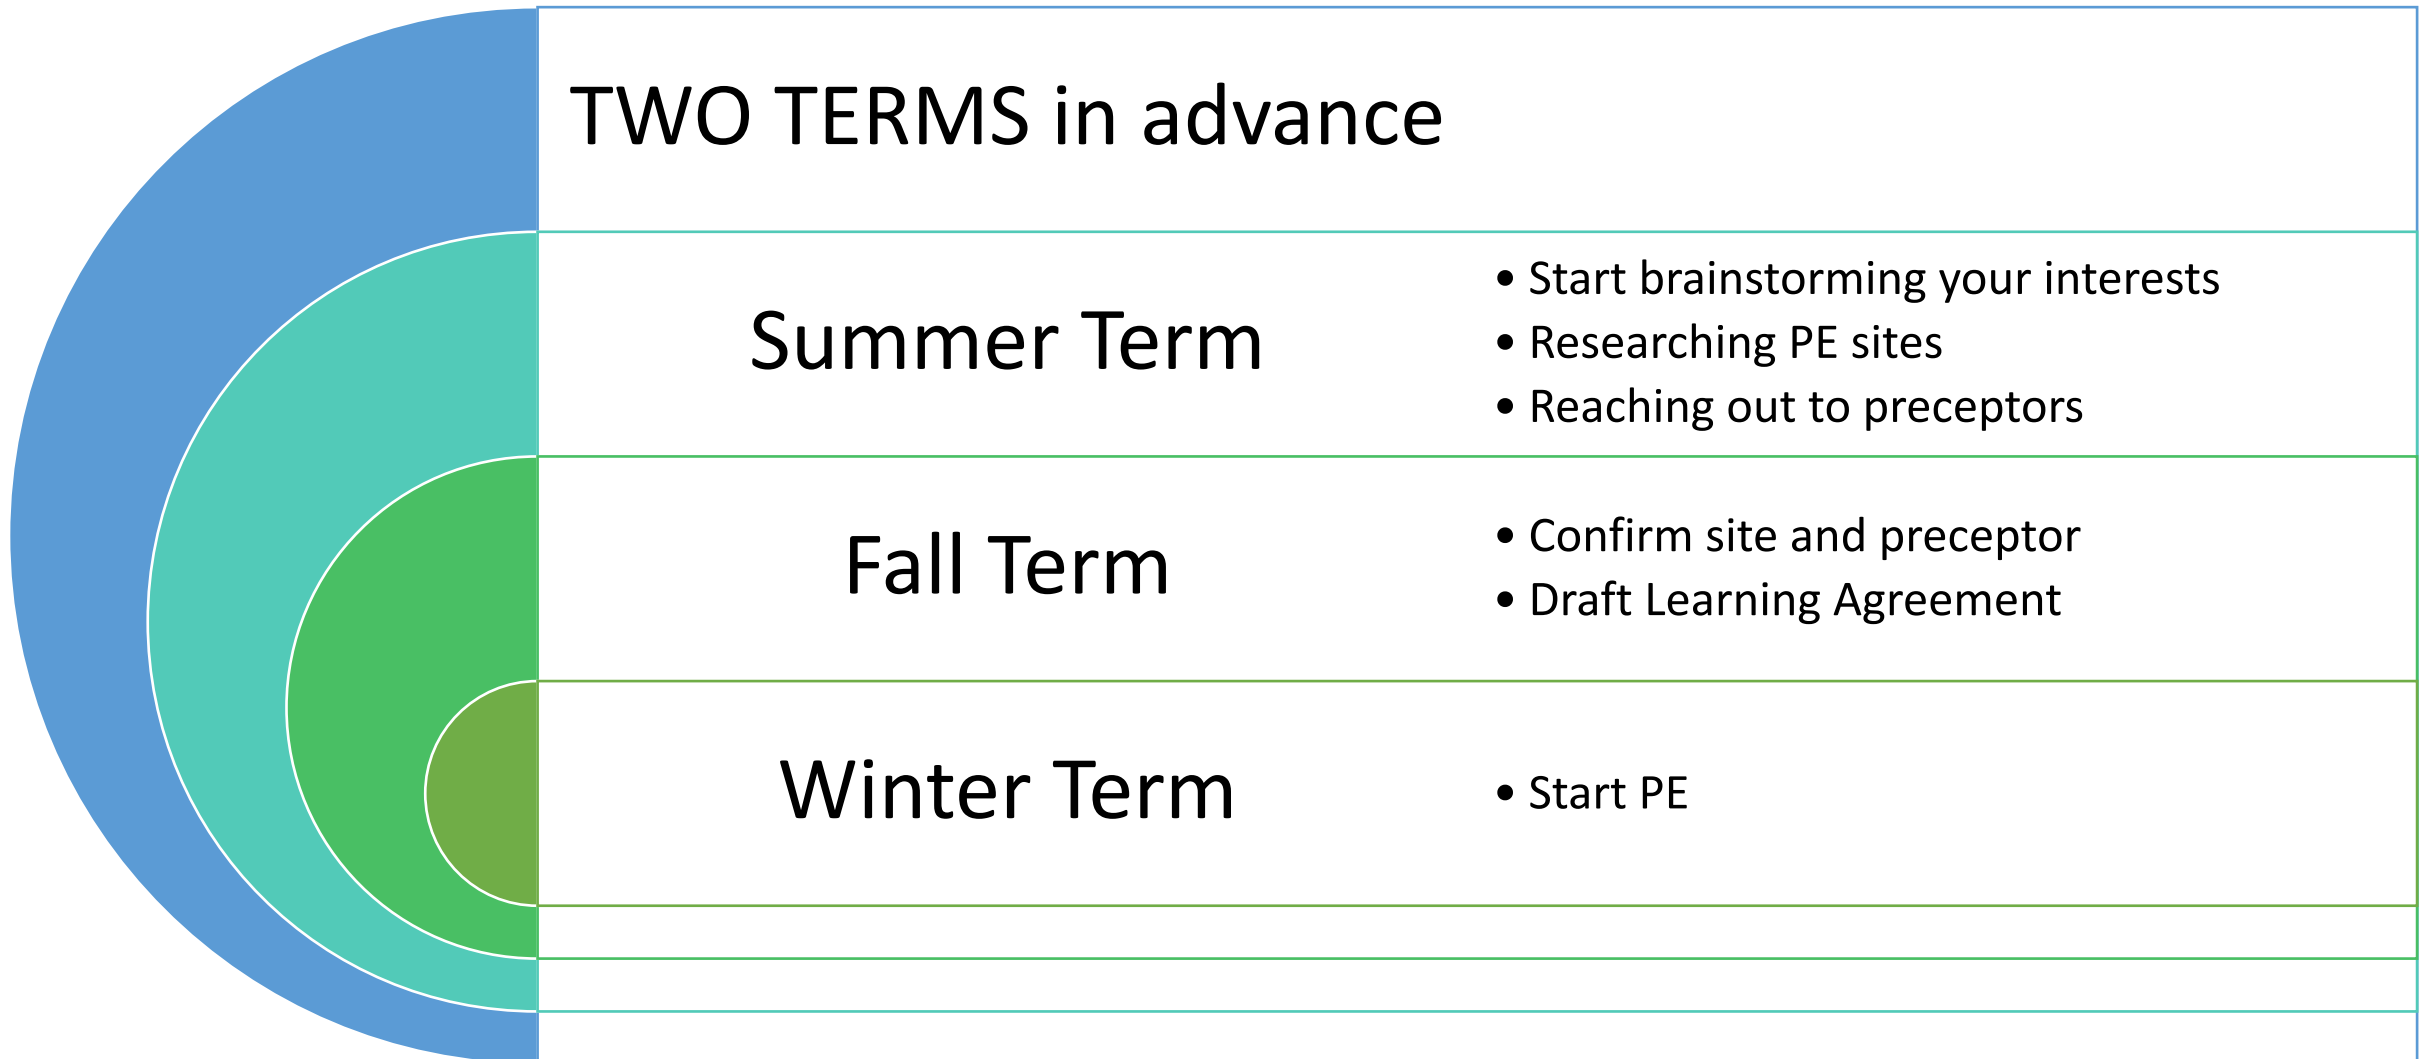 TWO TERMS in advance
Summer Term
• Start brainstorming your interests
• Researching PE sites
• Reaching out to preceptors
Fall Term
• Confirm site and preceptor
• Draft Learning Agreement
Winter Term
• Start PE